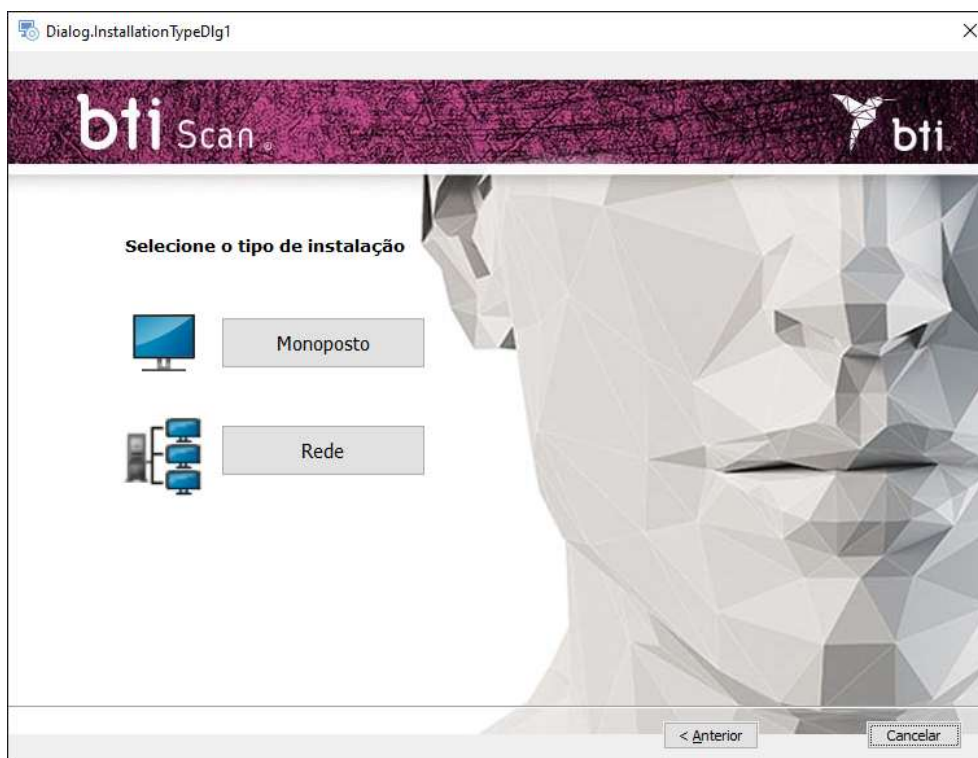 Dialog.InstallationTypeDlg1
bti Scan ®
bti
Selecione o tipo de instalação
Monoposto
Rede
< Anterior
Cancelar